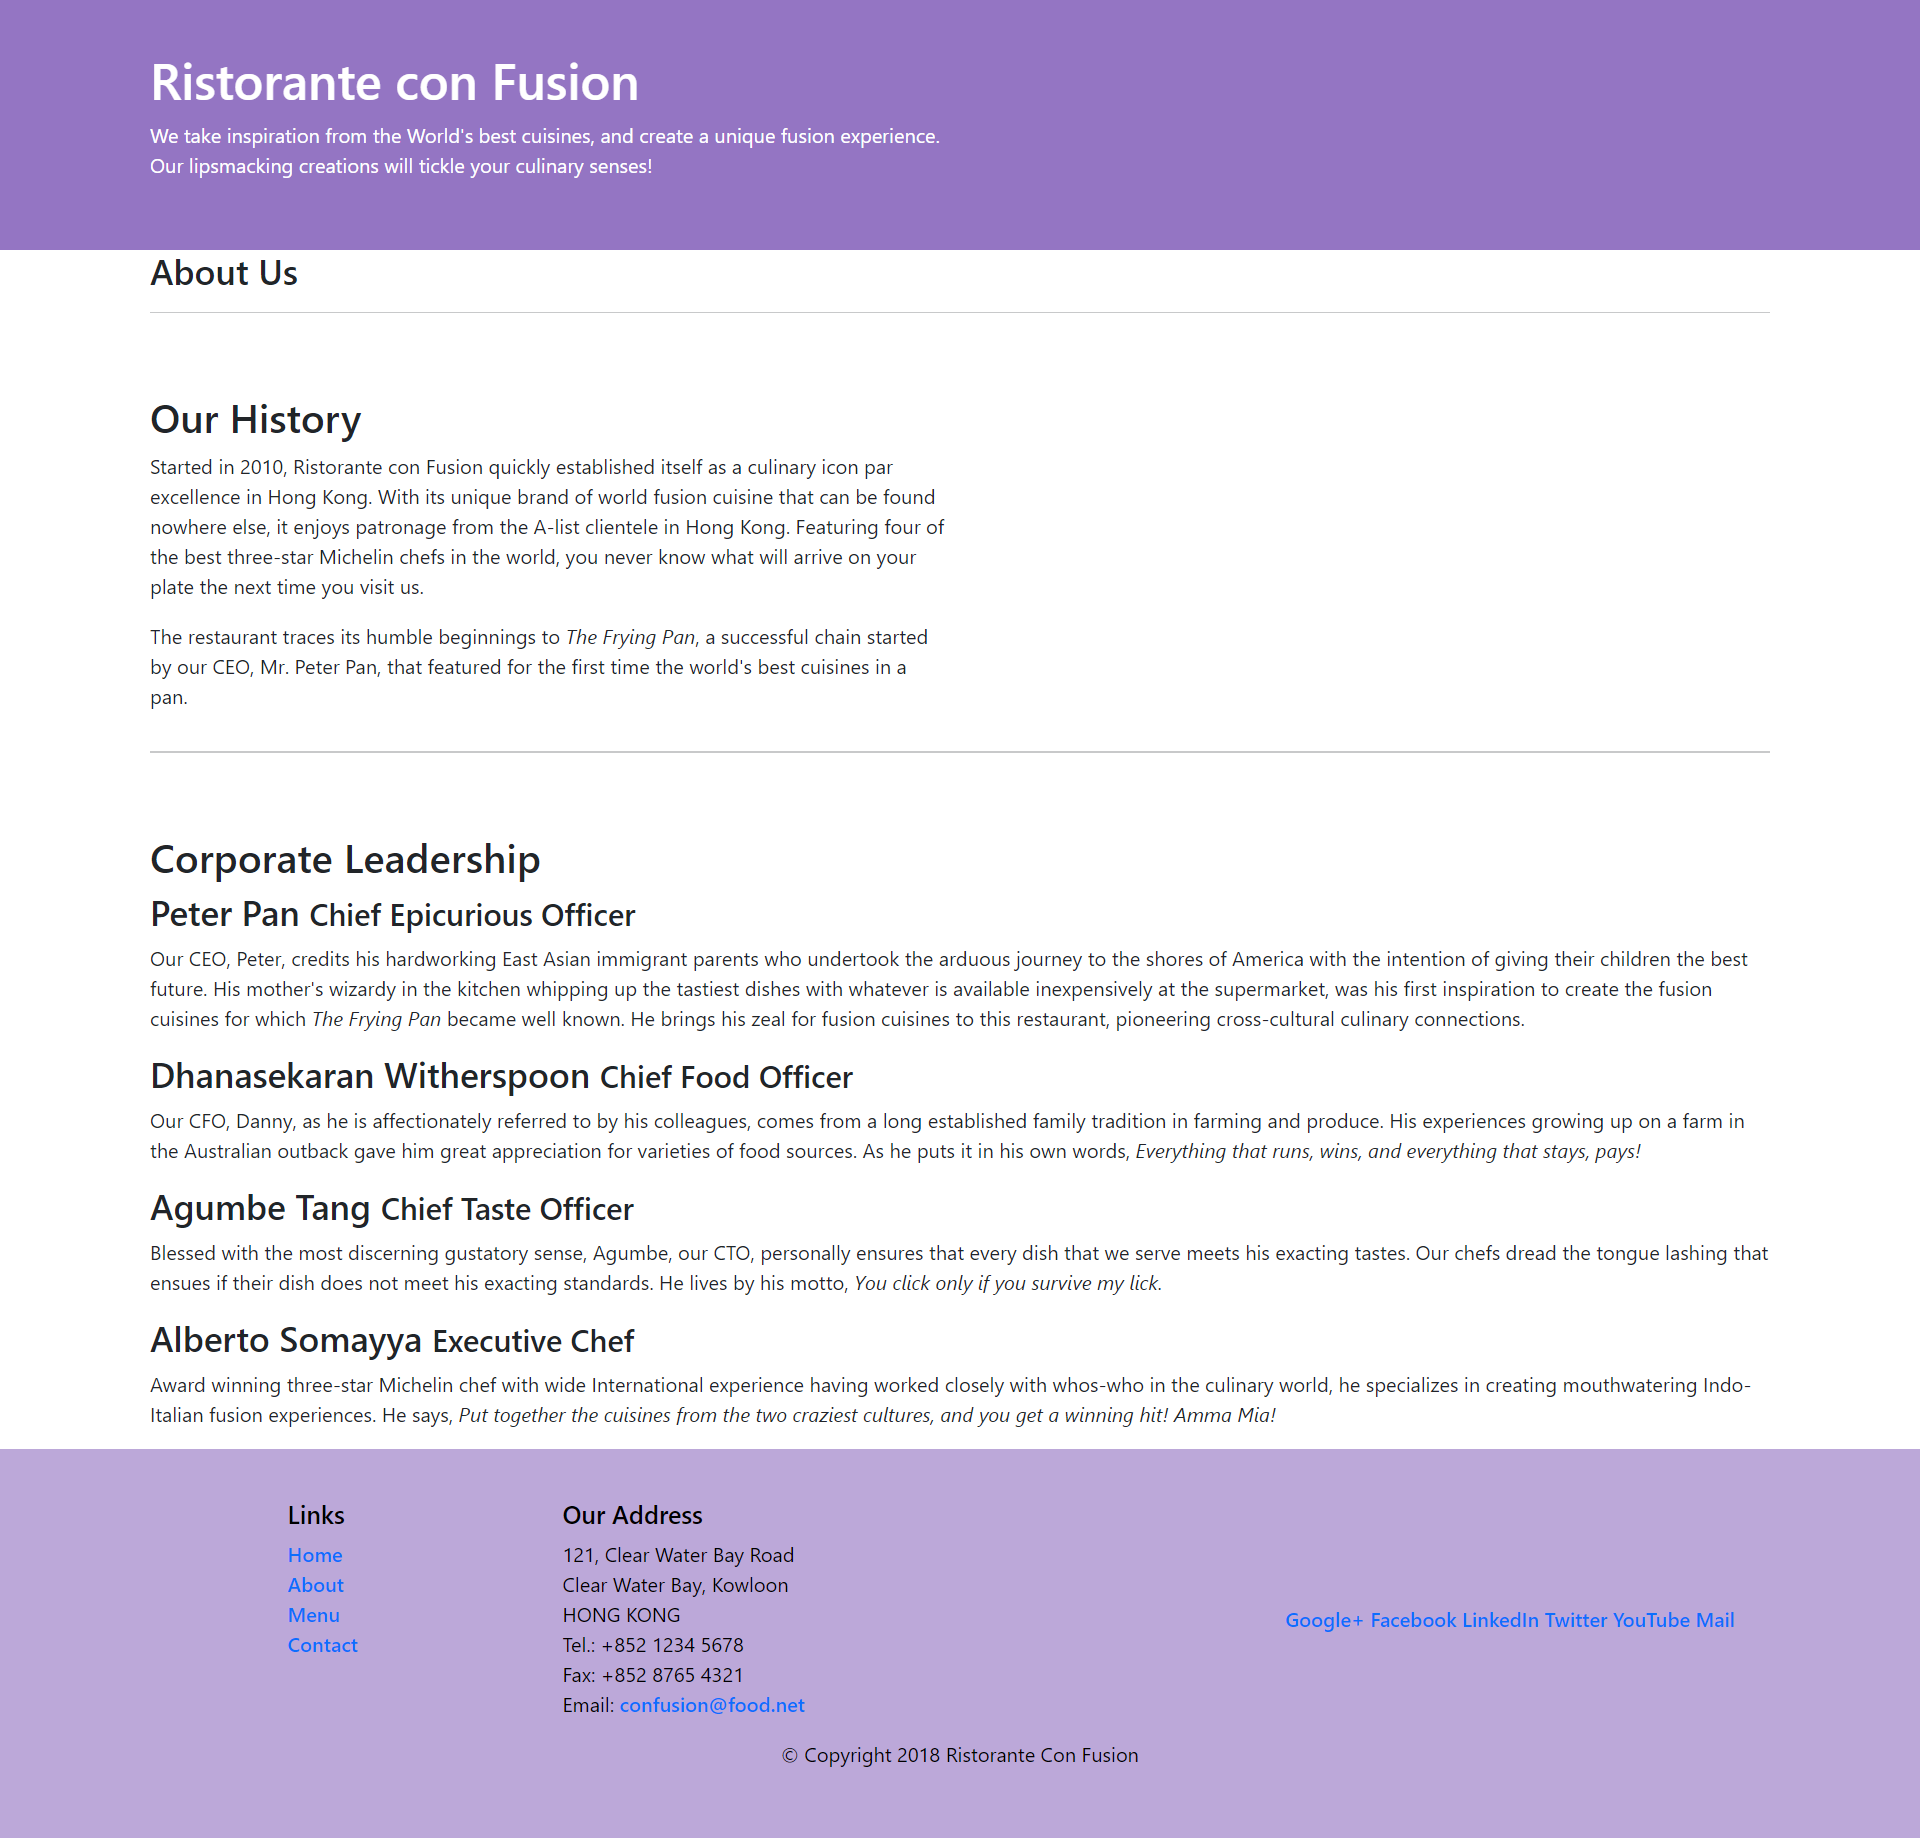 Ristorante con Fusion
We take inspiration from the World's best cuisines, and create a unique fusion experience.
Our lipsmacking creations will tickle your culinary senses!
About Us
Our History
Started in 2010, Ristorante con Fusion quickly established itself as a culinary icon par
excellence in Hong Kong. With its unique brand of world fusion cuisine that can be found
nowhere else, it enjoys patronage from the A-list clientele in Hong Kong. Featuring four of
the best three-star Michelin chefs in the world, you never know what will arrive on your
plate the next time you visit us.
The restaurant traces its humble beginnings to The Frying Pan, a successful chain started
by our CEO, Mr. Peter Pan, that featured for the first time the world's best cuisines in a
pan.
Corporate Leadership
Peter Pan Chief Epicurious Officer
Our CEO, Peter, credits his hardworking East Asian immigrant parents who undertook the arduous journey to the shores of America with the intention of giving their children the best
future. His mother's wizardy in the kitchen whipping up the tastiest dishes with whatever is available inexpensively at the supermarket, was his first inspiration to create the fusion
cuisines for which The Frying Pan became well known. He brings his zeal for fusion cuisines to this restaurant, pioneering cross-cultural culinary connections.
Dhanasekaran Witherspoon Chief Food Officer
Our CFO, Danny, as he is affectionately referred to by his colleagues, comes from a long established family tradition in farming and produce. His experiences growing up on a farm in
the Australian outback gave him great appreciation for varieties of food sources. As he puts it in his own words, Everything that runs, wins, and everything that stays, pays!
Agumbe Tang Chief Taste Officer
Blessed with the most discerning gustatory sense, Agumbe, our CTO, personally ensures that every dish that we serve meets his exacting tastes. Our chefs dread the tongue lashing that
ensues if their dish does not meet his exacting standards. He lives by his motto, You click only if you survive my lick.
Alberto Somayya Executive Chef
Award winning three-star Michelin chef with wide International experience having worked closely with whos-who in the culinary world, he specializes in creating mouthwatering Indo-
Italian fusion experiences. He says, Put together the cuisines from the two craziest cultures, and you get a winning hit! Amma Mia!
Links
Home
About
Menu
Contact
Our Address
121, Clear Water Bay Road
Clear Water Bay, Kowloon
HONG KONG
Tel.: +852 1234 5678
Fax: +852 8765 4321
Email: confusion@food.net
Google+ Facebook LinkedIn Twitter YouTube Mail
© Copyright 2018 Ristorante Con Fusion